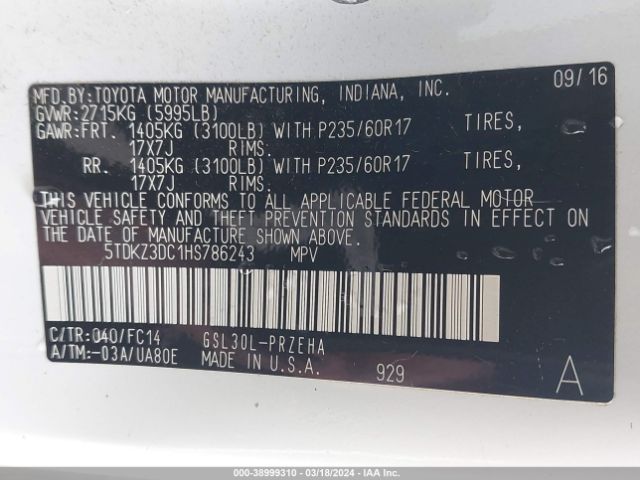 MFD.BY:TOYOTA MOTOR MANUFACTURING, INDIANA, INC. 09/16
GVWR:2715KG (5995LB)
GAWR:FRT. 1405KG (3100LB) WITH P235/60R17 TIRES,
17X7J RIMS.
RR. 1405KG (3100LB) WITH P235/60R17 TIRES,
17X7J RIMS.
THIS VEHICLE CONFORMS TO ALL APPLICABLE FEDERAL MOTOR
VEHICLE SAFETY AND THEFT PREVENTION STANDARDS IN EFFECT ON
THE DATE OF MANUFACTURE SHOWN ABOVE.
5TDKZ3DC1HS786243 MPV
C/TR:040/FC14 GSL30L-PRZEHA
A/TM:-03A/UA80E MADE IN U.S.A. 929 A
000-38999310 - 03/18/2024 - IAAI.COM